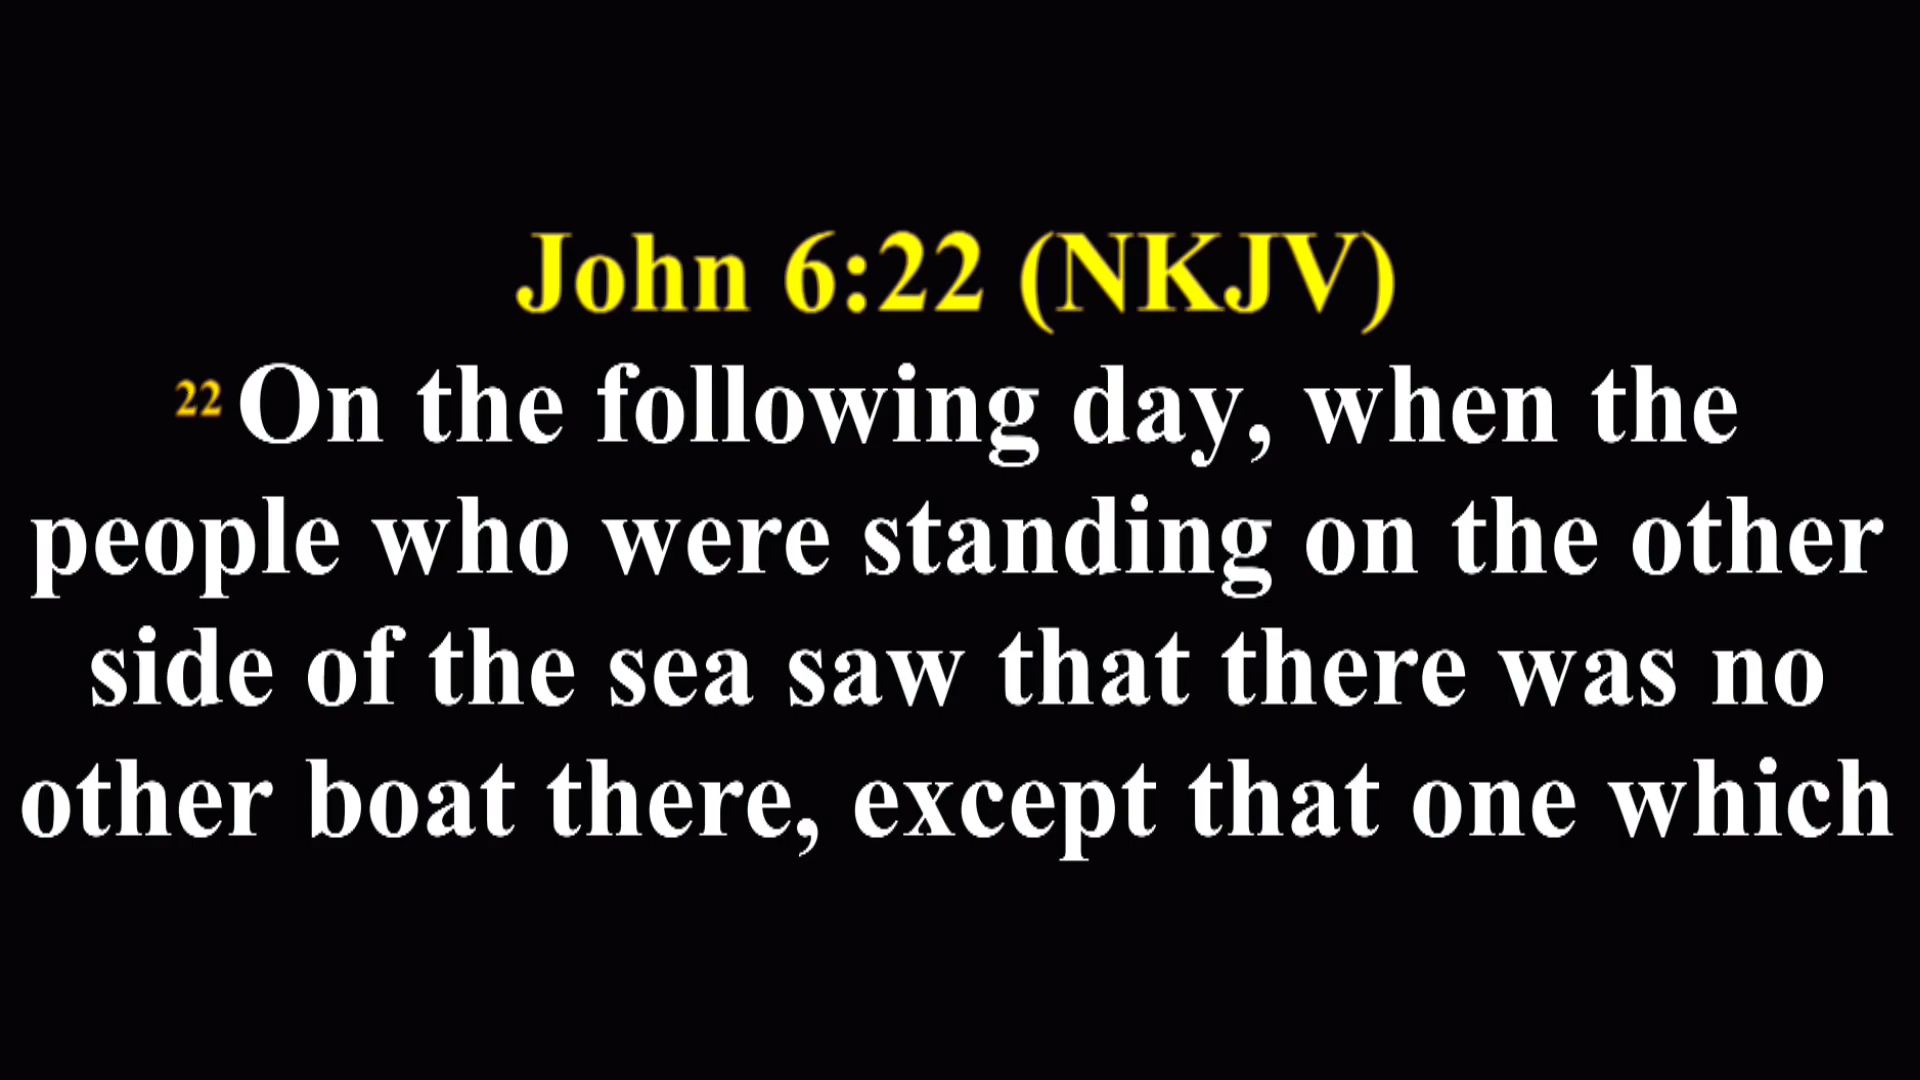 John 6:22 (NKJV)
22 On the following day, when the
people who were standing on the other
side of the sea saw that there was no
other boat there, except that one which